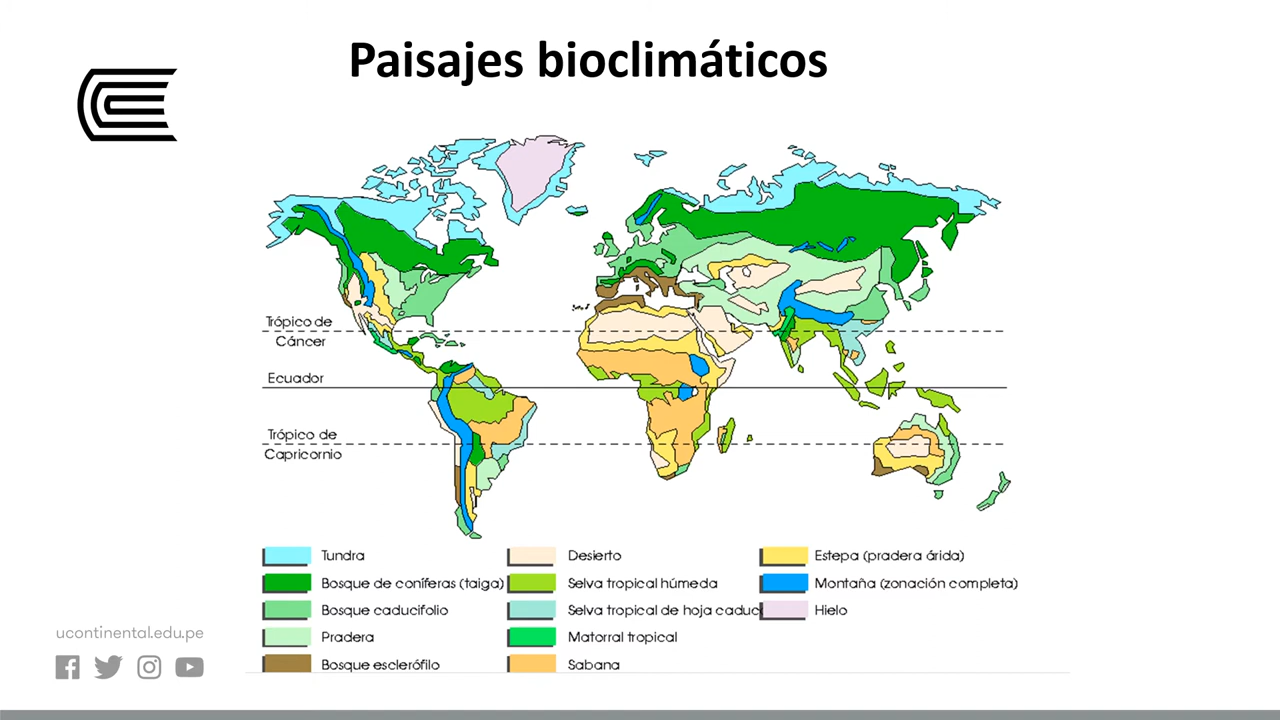 Paisajes bioclimáticos
Trópico de
Cáncer
Ecuador
Trópico de
Capricornio
Tundra
Bosque de coníferas (taiga)
Bosque caducifolio
Pradera
Bosque esclerófilo
Desierto
Selva tropical húmeda
Selva tropical de hoja caduc
Matorral tropical
Sabana
Estepa (pradera árida)
Montaña (zonación completa)
Hielo
ucontinental.edu.pe